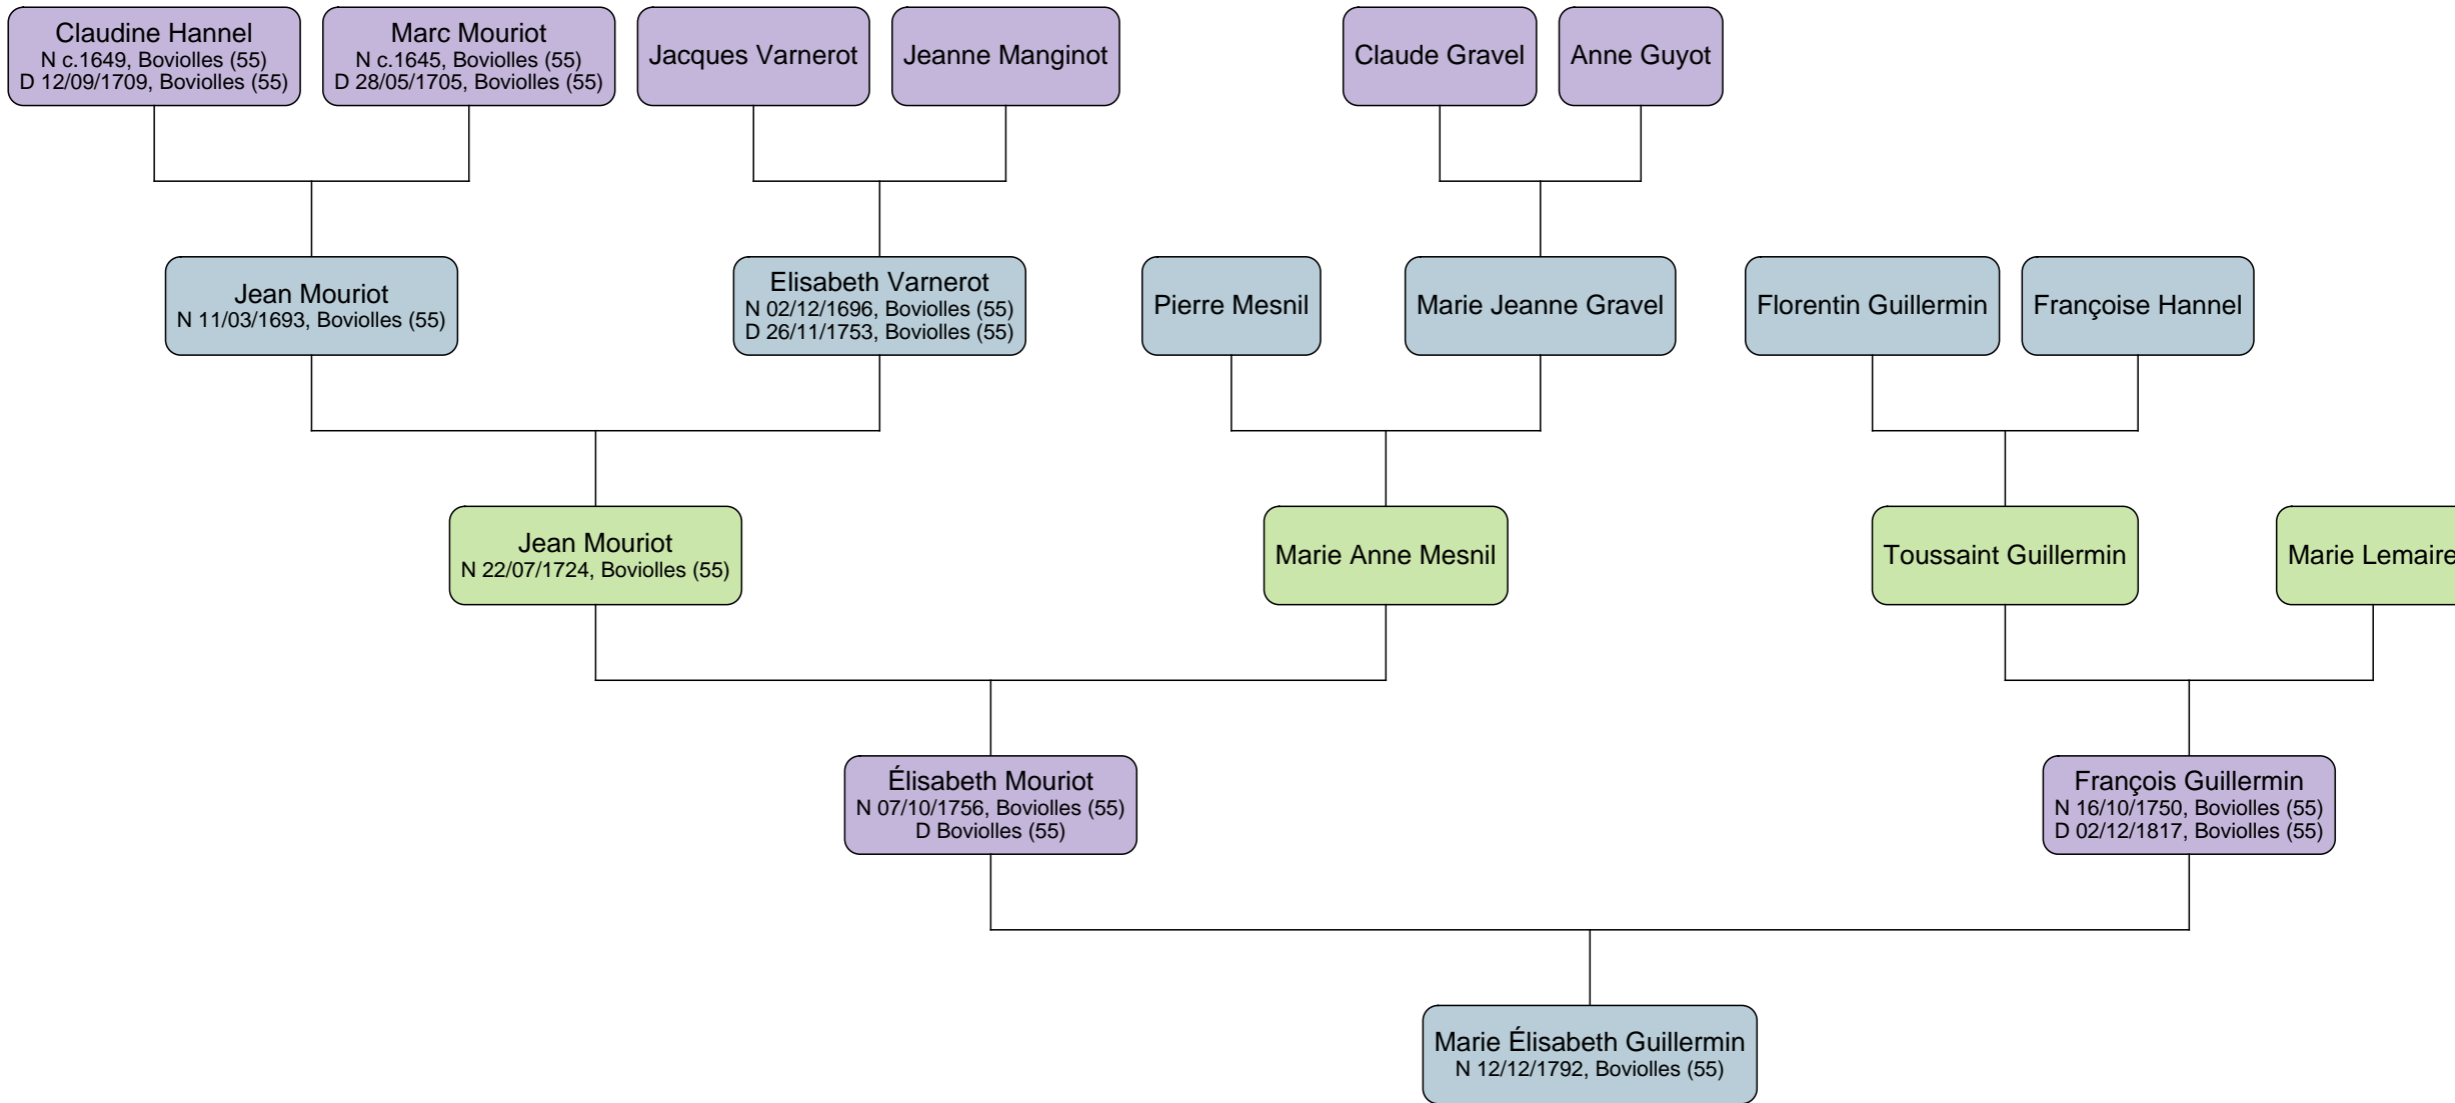 Claudine Hannel
N c.1649, Boviolles (55)
D 12/09/1709, Boviolles (55)
Marc Mouriot
N c.1645, Boviolles (55)
D 28/05/1705, Boviolles (55)
Jacques Varnerot
Jeanne Manginot
Claude Gravel
Anne Guyot
Jean Mouriot
N 11/03/1693, Boviolles (55)
Elisabeth Varnerot
N 02/12/1696, Boviolles (55)
D 26/11/1753, Boviolles (55)
Pierre Mesnil
Marie Jeanne Gravel
Florentin Guillermin
Françoise Hannel
Jean Mouriot
N 22/07/1724, Boviolles (55)
Marie Anne Mesnil
Toussaint Guillermin
Marie Lemaire
Élisabeth Mouriot
N 07/10/1756, Boviolles (55)
D Boviolles (55)
François Guillermin
N 16/10/1750, Boviolles (55)
D 02/12/1817, Boviolles (55)
Marie Élisabeth Guillermin
N 12/12/1792, Boviolles (55)